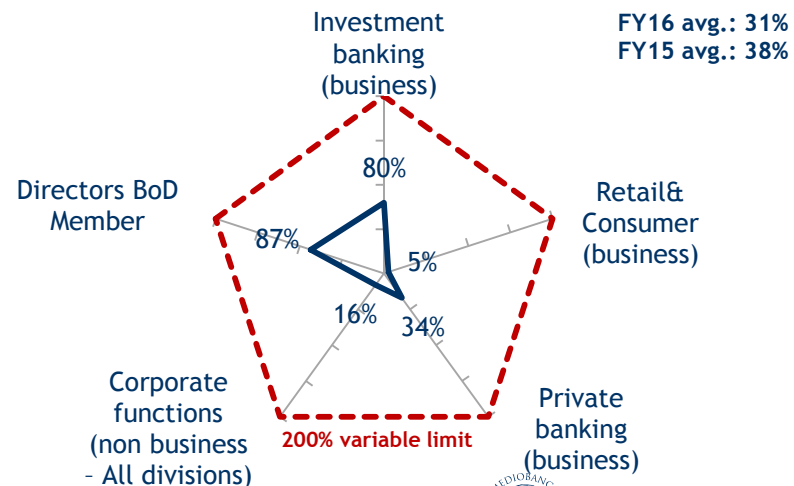 Investment
banking
(business)
FY16 avg.: 31%
FY15 avg.: 38%
80%
Directors BoD
Member
Retail&
Consumer
(business)
87%
5%
16%
34%
Corporate
functions
(non business
- All divisions)
200% variable limit
Private
banking
(business)